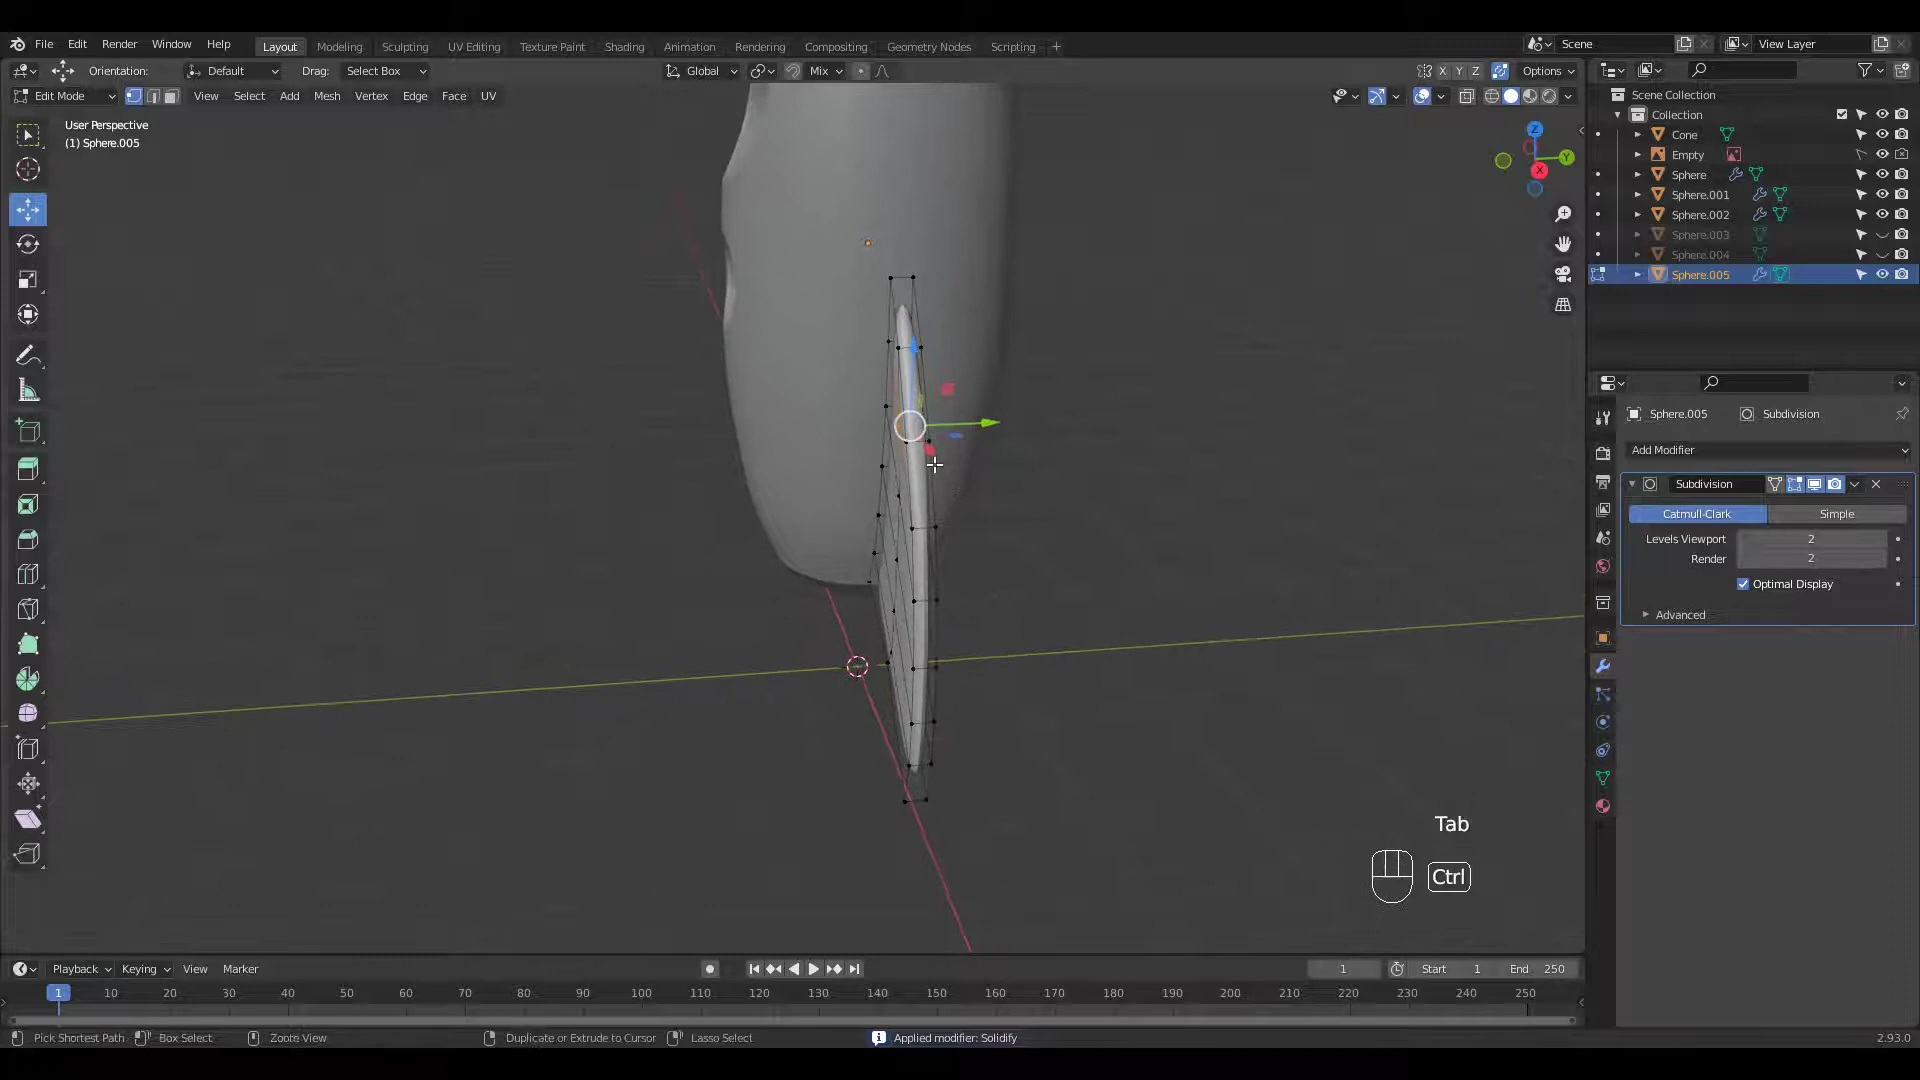 File Edit Render Window Help
Layout Modeling Sculpting UV Editing Texture Paint Shading Animation Rendering Compositing Geometry Nodes Scripting +
Scene
View Layer
Orientation: Default Drag: Select Box
Global Mix
X Y Z Options
Edit Mode View Select Add Mesh Vertex Edge Face UV
User Perspective
(1) Sphere.005
Z
Y
X
Scene Collection
Collection
Cone
Empty
Sphere
Sphere.001
Sphere.002
Sphere.003
Sphere.004
Sphere.005
Sphere.005 Subdivision
Add Modifier
Subdivision
Catmull-Clark Simple
Levels Viewport 2
Render 2
Optimal Display
Advanced
Tab
Ctrl
Playback Keying View Marker
1 Start 1 End 250
1 10 20 30 40 50 60 70 80 90 100 110 120 130 140 150 160 170 180 190 200 210 220 230 240 250
Pick Shortest Path Box Select Zoom View Duplicate or Extrude to Cursor Lasso Select Applied modifier: Solidify 2.93.0